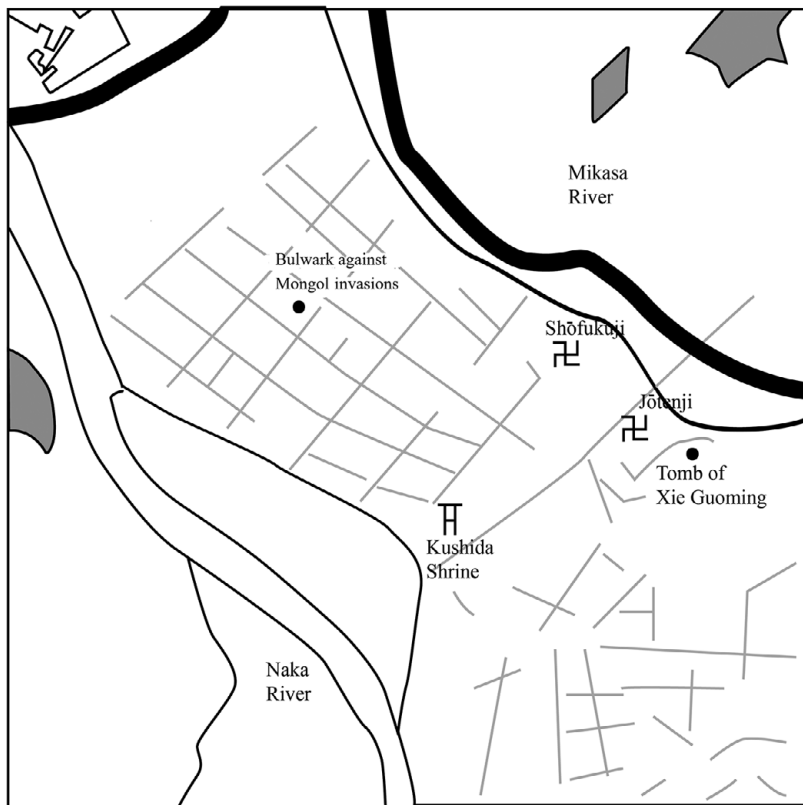 Mikasa
River
Bulwark against
Mongol invasions
Shōfukuji
Jōtenji
Tomb of
Xie Guoming
Kushida
Shrine
Naka
River